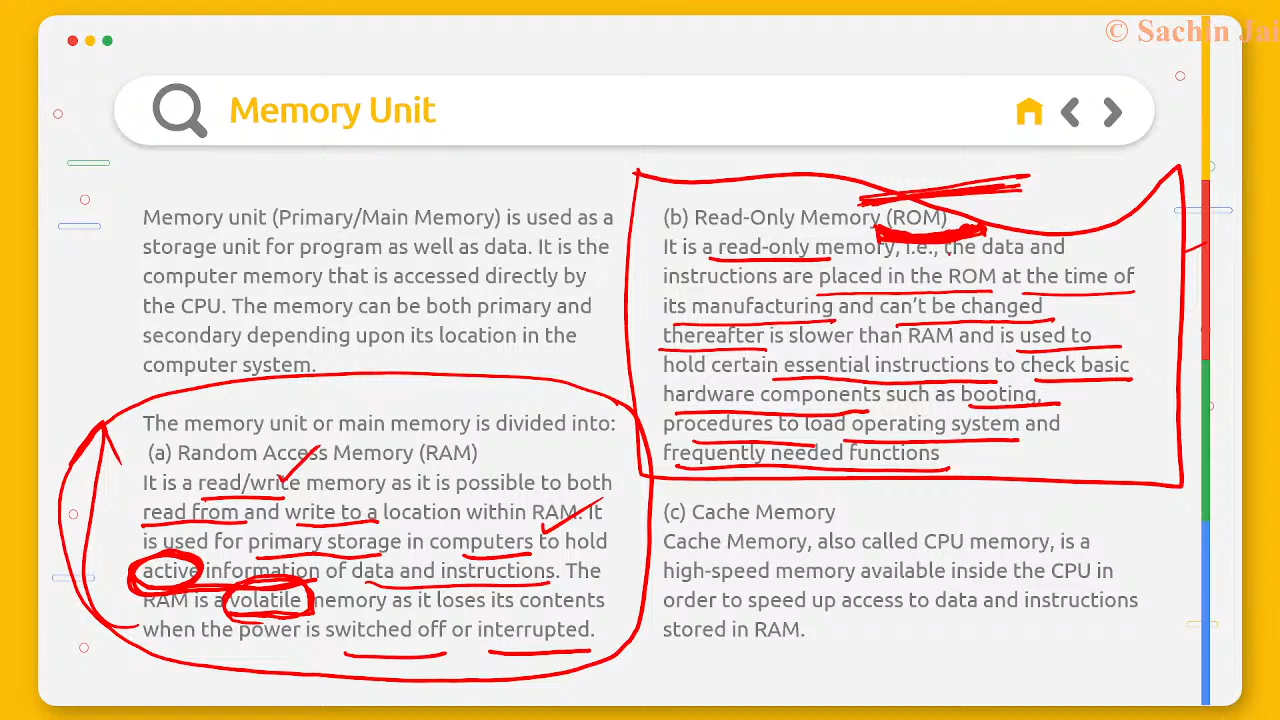 © Sachin Jai
Memory Unit
Memory unit (Primary/Main Memory) is used as a
storage unit for program as well as data. It is the
computer memory that is accessed directly by
the CPU. The memory can be both primary and
secondary depending upon its location in the
computer system.
The memory unit or main memory is divided into:
(a) Random Access Memory (RAM)
It is a read/write memory as it is possible to both
read from and write to a location within RAM. It
is used for primary storage in computers to hold
active information of data and instructions. The
RAM is a volatile memory as it loses its contents
when the power is switched off or interrupted.
(b) Read-Only Memory (ROM)
It is a read-only memory, i.e., the data and
instructions are placed in the ROM at the time of
its manufacturing and can’t be changed
thereafter is slower than RAM and is used to
hold certain essential instructions to check basic
hardware components such as booting,
procedures to load operating system and
frequently needed functions
(c) Cache Memory
Cache Memory, also called CPU memory, is a
high-speed memory available inside the CPU in
order to speed up access to data and instructions
stored in RAM.